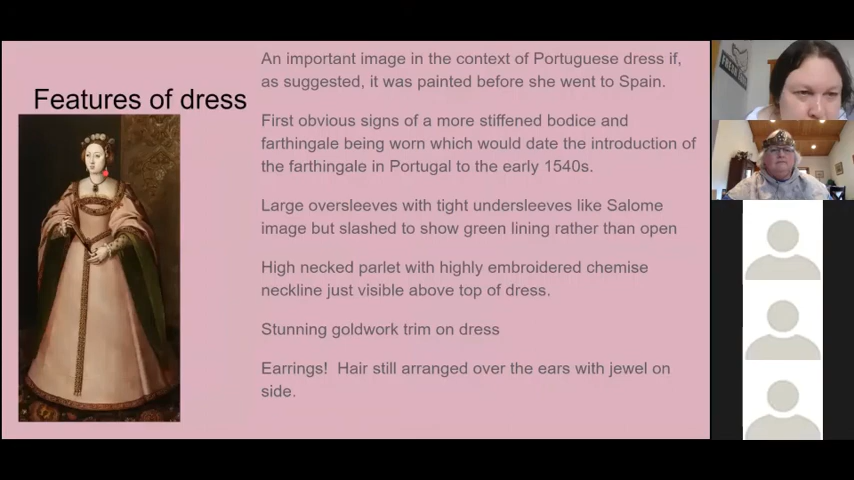 Features of dress
An important image in the context of Portuguese dress if,
as suggested, it was painted before she went to Spain.
First obvious signs of a more stiffened bodice and
farthingale being worn which would date the introduction of
the farthingale in Portugal to the early 1540s.
Large oversleeves with tight undersleeves like Salome
image but slashed to show green lining rather than open
High necked parlet with highly embroidered chemise
neckline just visible above top of dress.
Stunning goldwork trim on dress
Earrings!  Hair still arranged over the ears with jewel on
side.